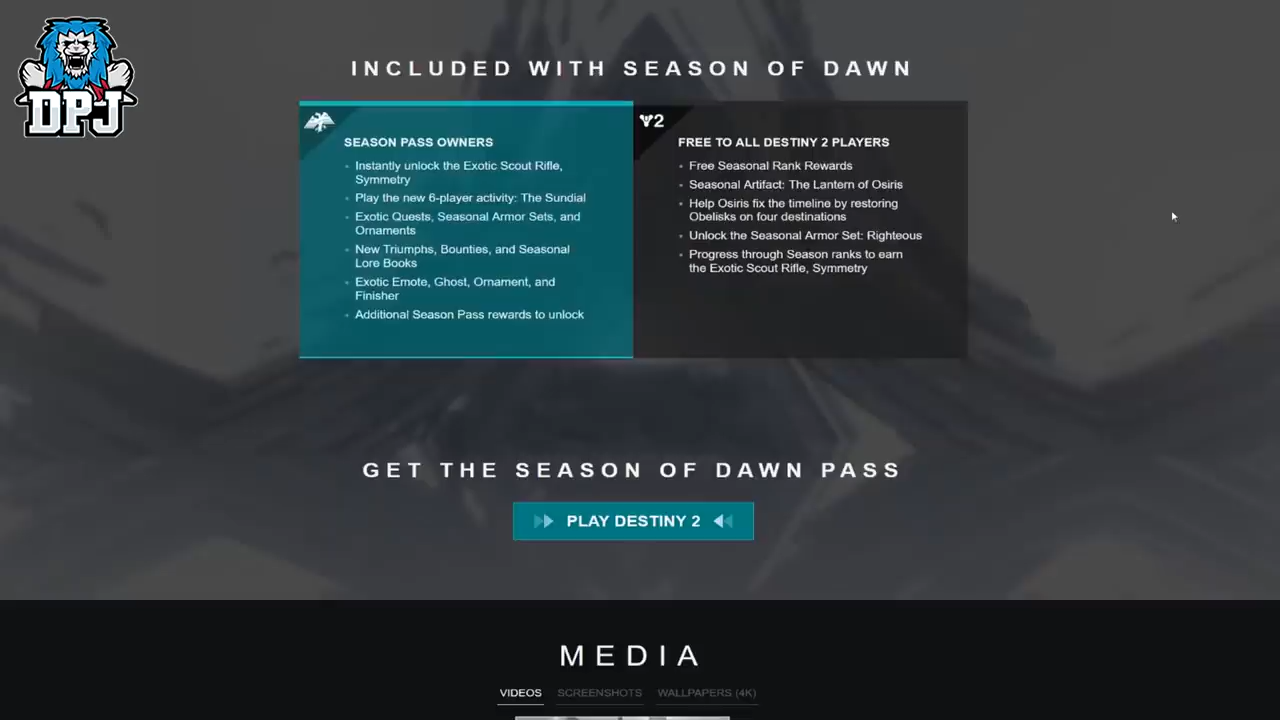 DPJ
INCLUDED WITH SEASON OF DAWN
SEASON PASS OWNERS
Instantly unlock the Exotic Scout Rifle,
Symmetry
Play the new 6-player activity: The Sundial
Exotic Quests, Seasonal Armor Sets, and
Ornaments
New Triumphs, Bounties, and Seasonal
Lore Books
Exotic Emote, Ghost, Ornament, and
Finisher
Additional Season Pass rewards to unlock
2
FREE TO ALL DESTINY 2 PLAYERS
Free Seasonal Rank Rewards
Seasonal Artifact: The Lantern of Osiris
Help Osiris fix the timeline by restoring
Obelisks on four destinations
Unlock the Seasonal Armor Set: Righteous
Progress through Season ranks to earn
the Exotic Scout Rifle, Symmetry
GET THE SEASON OF DAWN PASS
PLAY DESTINY 2
MEDIA
VIDEOS SCREENSHOTS WALLPAPERS (4K)